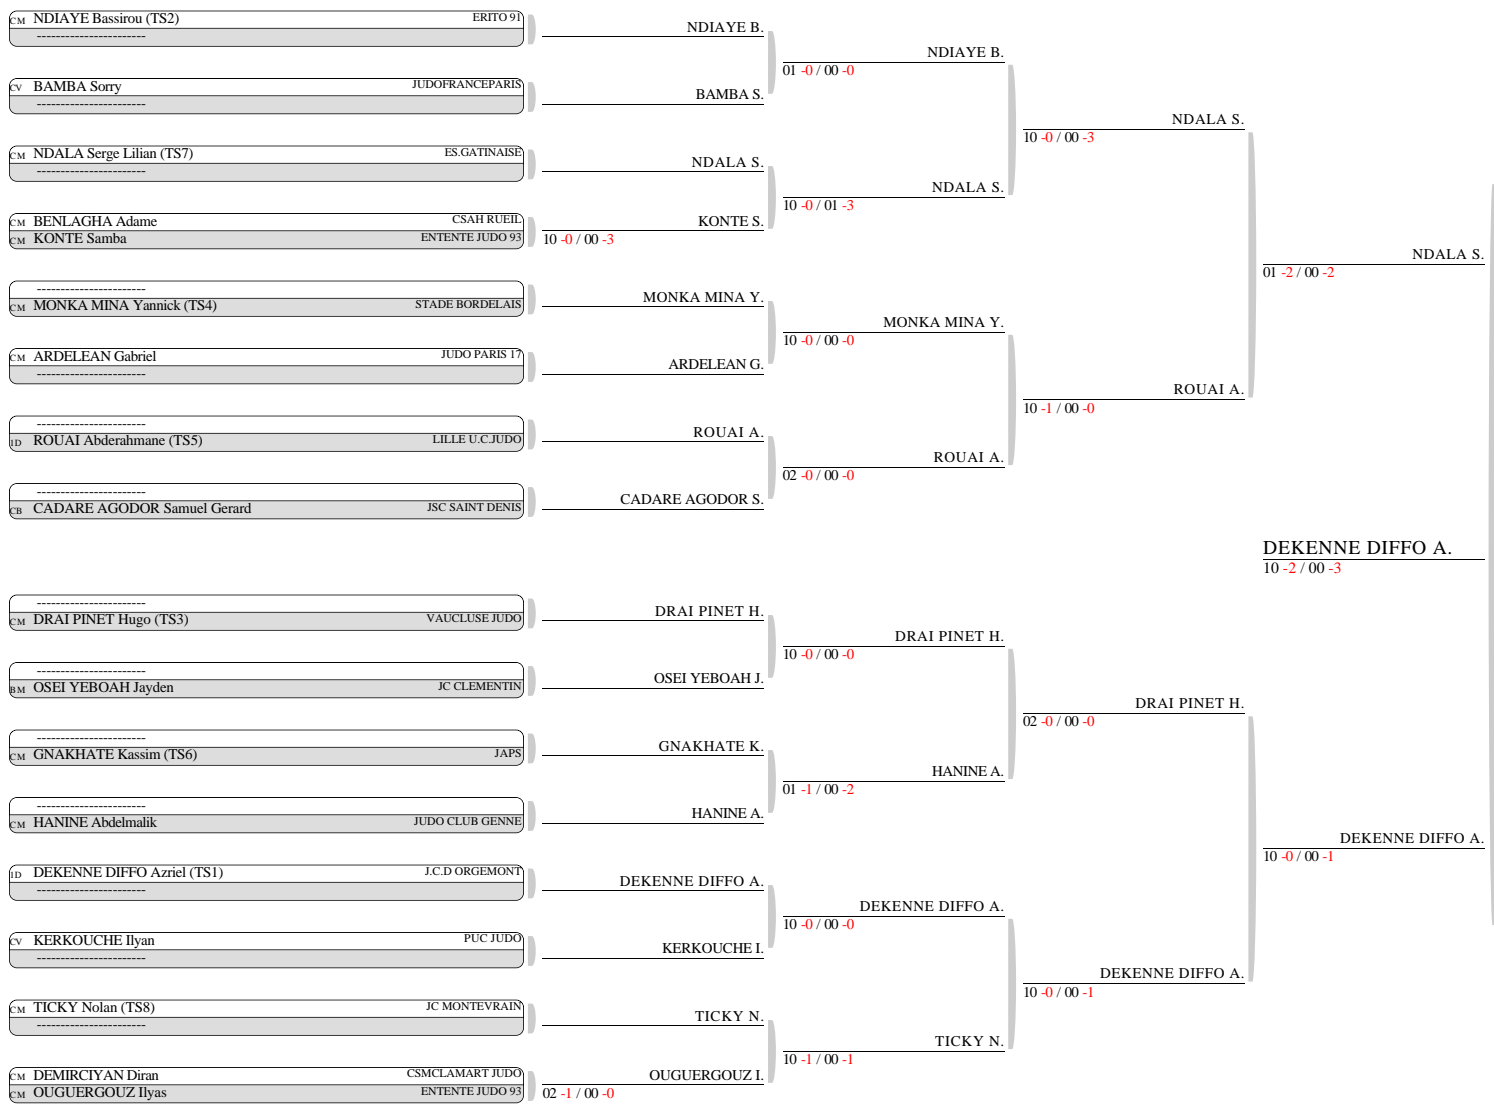 CM NDIAYE Bassirou (TS2) ERITO 91
-----------------------
CV BAMBA Sorry JUDOFRANCEPARIS
-----------------------
CM NDALA Serge Lilian (TS7) ES.GATINAISE
-----------------------
CM BENLAGHA Adame CSAH RUEIL
CM KONTE Samba ENTENTE JUDO 93
-----------------------
CM MONKA MINA Yannick (TS4) STADE BORDELAIS
CM ARDELEAN Gabriel JUDO PARIS 17
-----------------------
-----------------------
1D ROUAI Abderahmane (TS5) LILLE U.C.JUDO
-----------------------
CB CADARE AGODOR Samuel Gerard JSC SAINT DENIS
-----------------------
CM DRAI PINET Hugo (TS3) VAUCLUSE JUDO
-----------------------
BM OSEI YEBOAH Jayden JC CLEMENTIN
-----------------------
CM GNAKHATE Kassim (TS6) JAPS
-----------------------
CM HANINE Abdelmalik JUDO CLUB GENNE
1D DEKENNE DIFFO Azriel (TS1) J.C.D ORGEMONT
-----------------------
CV KERKOUCHE Ilyan PUC JUDO
-----------------------
CM TICKY Nolan (TS8) JC MONTEVRAIN
-----------------------
CM DEMIRCIYAN Diran CSMCLAMART JUDO
CM OUGUERGOUZ Ilyas ENTENTE JUDO 93
NDIAYE B.
BAMBA S.
NDALA S.
KONTE S.
10 -0 / 00 -3
MONKA MINA Y.
ARDELEAN G.
ROUAI A.
CADARE AGODOR S.
DRAI PINET H.
OSEI YEBOAH J.
GNAKHATE K.
HANINE A.
DEKENNE DIFFO A.
KERKOUCHE I.
TICKY N.
OUGUERGOUZ I.
02 -1 / 00 -0
NDIAYE B.
01 -0 / 00 -0
NDALA S.
10 -0 / 01 -3
MONKA MINA Y.
10 -0 / 00 -0
ROUAI A.
02 -0 / 00 -0
DRAI PINET H.
10 -0 / 00 -0
HANINE A.
01 -1 / 00 -2
DEKENNE DIFFO A.
10 -0 / 00 -0
TICKY N.
10 -1 / 00 -1
NDALA S.
10 -0 / 00 -3
ROUAI A.
10 -1 / 00 -0
DRAI PINET H.
02 -0 / 00 -0
DEKENNE DIFFO A.
10 -0 / 00 -1
NDALA S.
01 -2 / 00 -2
DEKENNE DIFFO A.
10 -2 / 00 -3
DEKENNE DIFFO A.
10 -0 / 00 -1